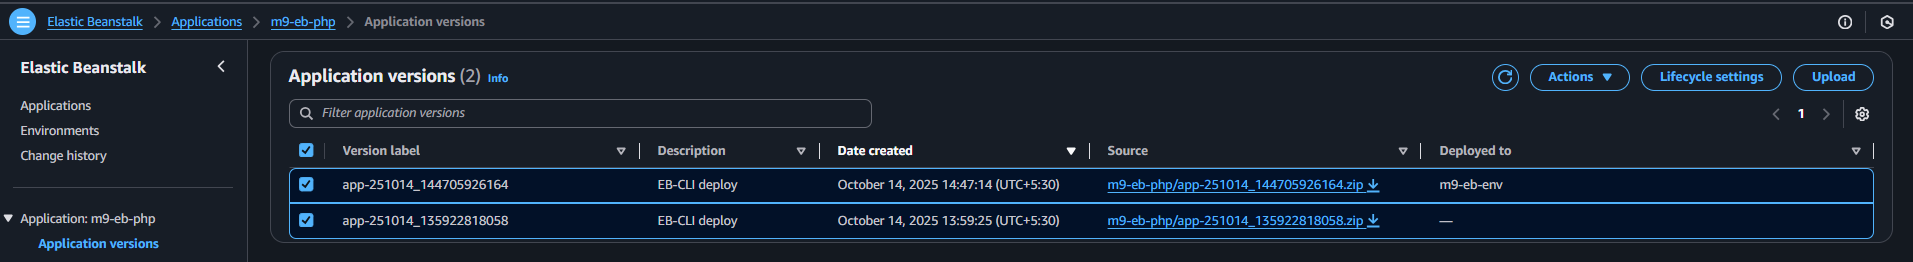 Elastic Beanstalk > Applications > m9-eb-php > Application versions
Elastic Beanstalk
Applications
Environments
Change history
Application: m9-eb-php
Application versions
Application versions (2) Info
Actions Lifecycle settings Upload
Filter application versions
1
Version label Description Date created Source Deployed to
app-251014_144705926164 EB-CLI deploy October 14, 2025 14:47:14 (UTC+5:30) m9-eb-php/app-251014_144705926164.zip m9-eb-env
app-251014_135922818058 EB-CLI deploy October 14, 2025 13:59:25 (UTC+5:30) m9-eb-php/app-251014_135922818058.zip —